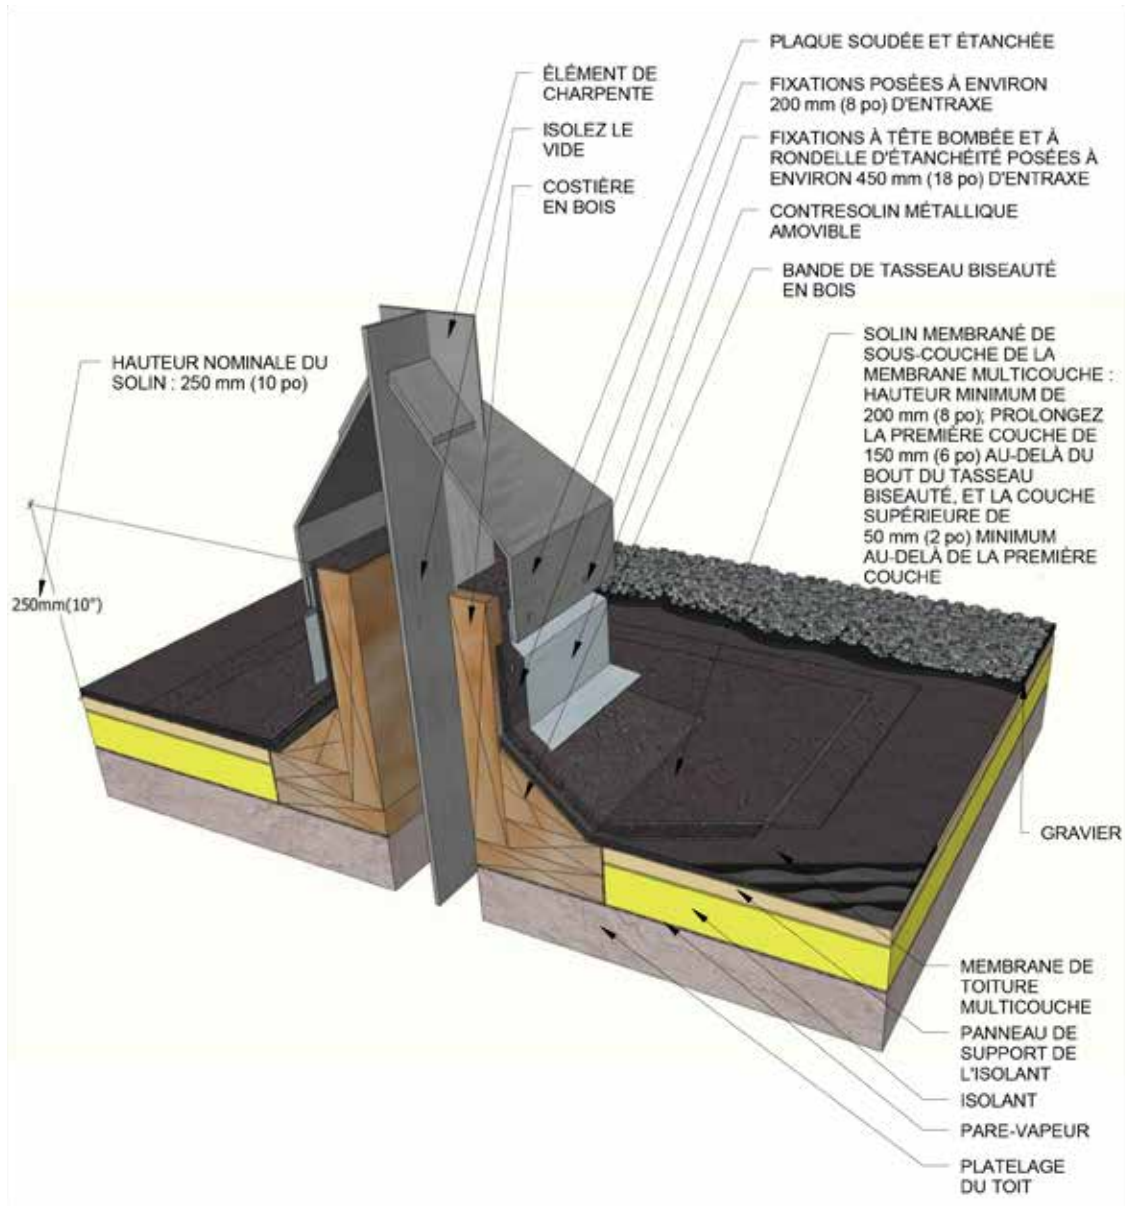 PLAQUE SOUDÉE ET ÉTANCHÉE
FIXATIONS POSÉES À ENVIRON
200 mm (8 po) D'ENTRAXE
FIXATIONS À TÊTE BOMBÉE ET À
RONDELLE D'ÉTANCHÉITÉ POSÉES À
ENVIRON 450 mm (18 po) D'ENTRAXE
CONTRESOLIN MÉTALLIQUE
AMOVIBLE
BANDE DE TASSEAU BISEAUTÉ
EN BOIS
ÉLÉMENT DE
CHARPENTE
ISOLEZ LE
VIDE
COSTIÈRE
EN BOIS
HAUTEUR NOMINALE DU
SOLIN : 250 mm (10 po)
250mm(10")
SOLIN MEMBRANÉ DE
SOUS-COUCHE DE LA
MEMBRANE MULTICOUCHE :
HAUTEUR MINIMUM DE
200 mm (8 po); PROLONGEZ
LA PREMIÈRE COUCHE DE
150 mm (6 po) AU-DELÀ DU
BOUT DU TASSEAU
BISEAUTÉ, ET LA COUCHE
SUPÉRIEURE DE
50 mm (2 po) MINIMUM
AU-DELÀ DE LA PREMIÈRE
COUCHE
GRAVIER
MEMBRANE DE
TOITURE
MULTICOUCHE
PANNEAU DE
SUPPORT DE
L'ISOLANT
ISOLANT
PARE-VAPEUR
PLATELAGE
DU TOIT